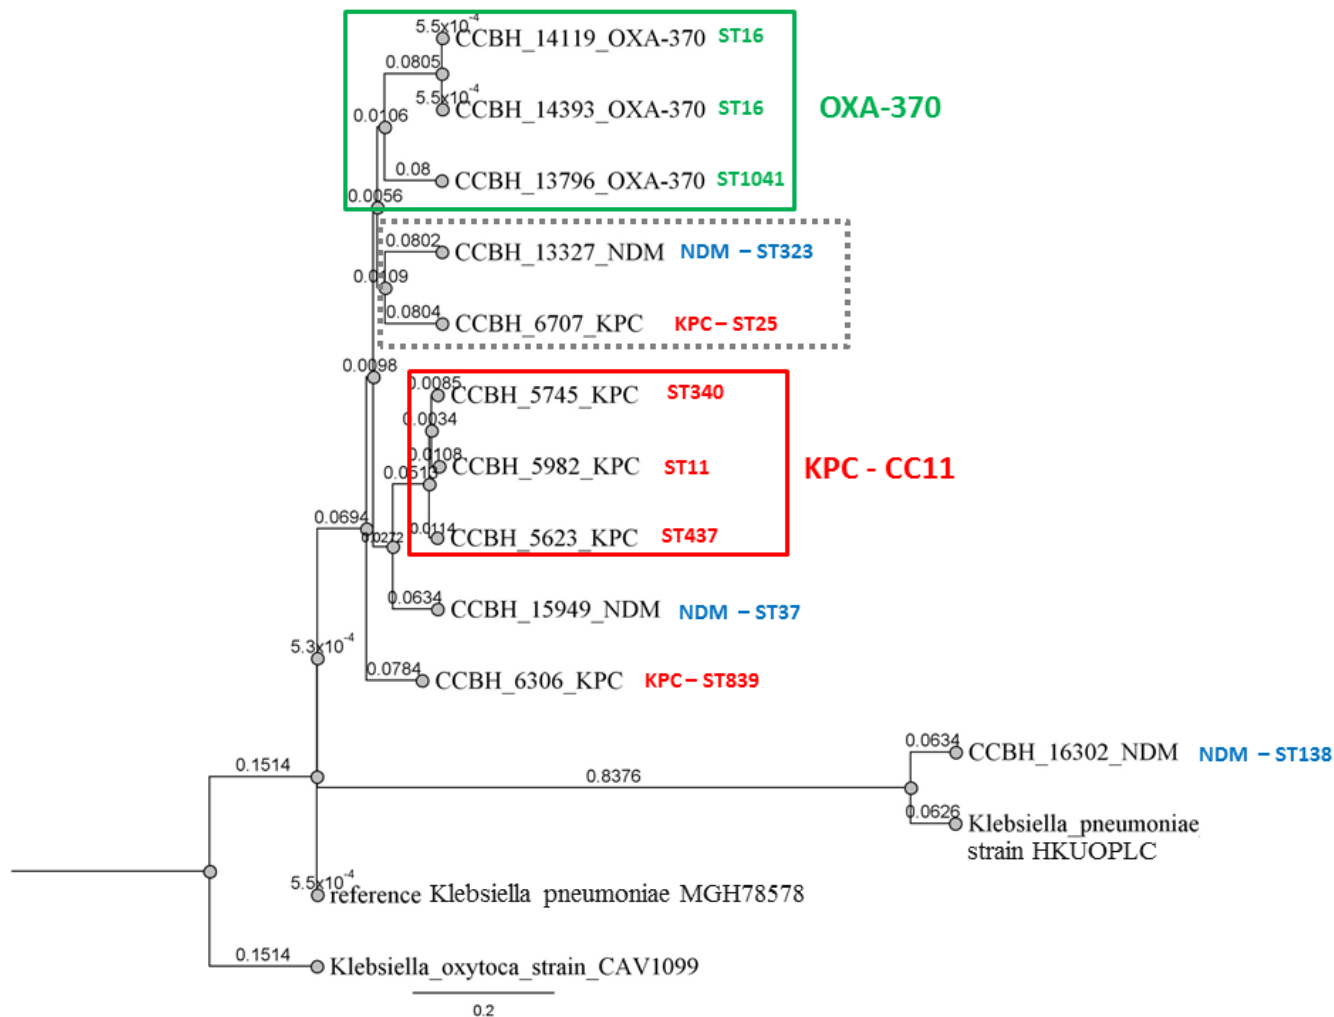 5.5x10-4
CCBH_14119_OXA-370 ST16
0.0805
5.5x10-4
CCBH_14393_OXA-370 ST16
OXA-370
0.0106
0.08
CCBH_13796_OXA-370 ST1041
0.0056
0.0802
CCBH_13327_NDM NDM – ST323
0.0109
0.0804
CCBH_6707_KPC KPC – ST25
0.0098
0.0085
CCBH_5745_KPC ST340
0.0034
0.0108
CCBH_5982_KPC ST11
KPC - CC11
0.0513
0.0694
0.0114
CCBH_5623_KPC ST437
0.0272
0.0634
CCBH_15949_NDM NDM – ST37
5.3x10-4
0.0784
CCBH_6306_KPC KPC – ST839
0.0634
CCBH_16302_NDM NDM – ST138
0.1514
0.8376
0.0626
Klebsiella_pneumoniae
strain HKUOPLC
5.5x10-4
reference Klebsiella pneumoniae MGH78578
0.1514
Klebsiella_oxytoca_strain_CAV1099
0.2